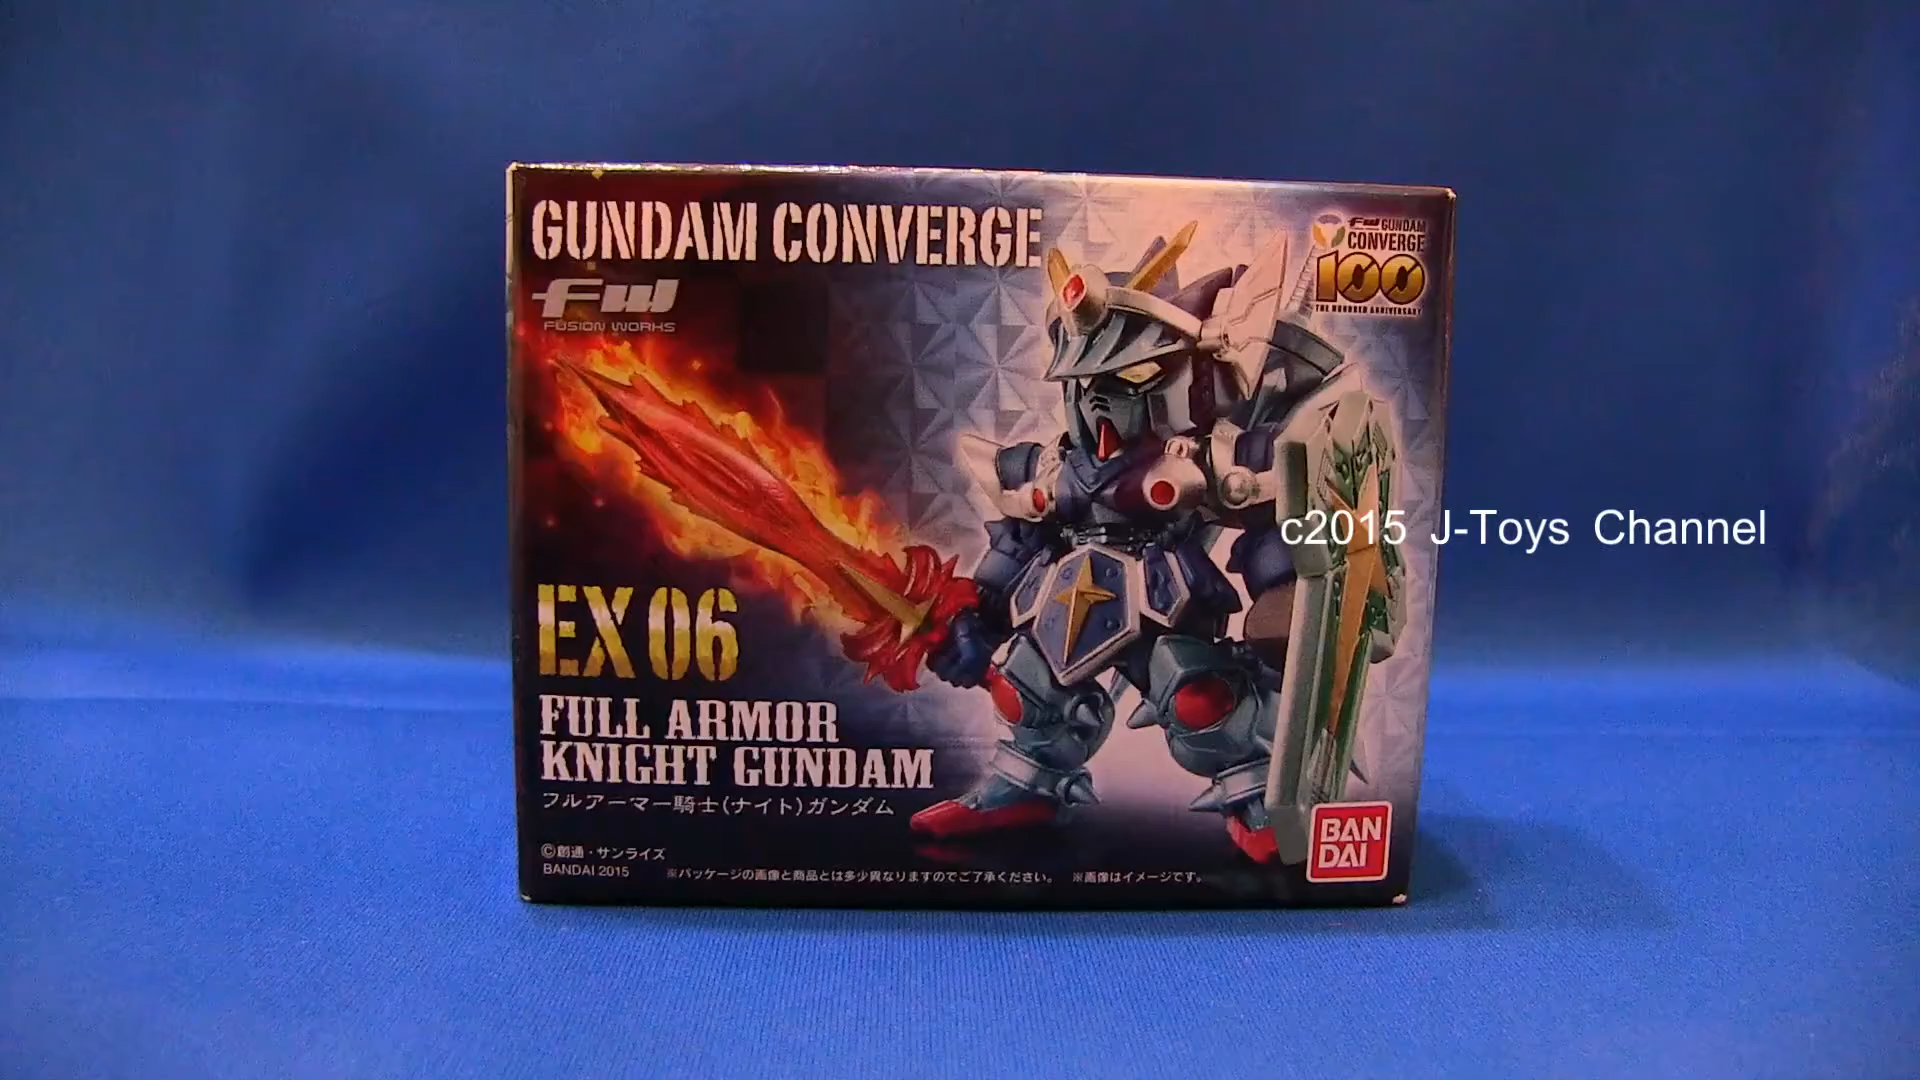 GUNDAM CONVERGE
FW GUNDAM
CONVERGE
100
THE HUNDRED ANNIVERSARY
FW
FUSION WORKS
c2015 J-Toys Channel
EX06
FULL ARMOR
KNIGHT GUNDAM
フルアーマー騎士(ナイト)ガンダム
©創通・サンライズ
BANDAI 2015
※パッケージの画像と商品とは多少異なりますのでご了承ください。 ※画像はイメージです。
BAN
DAI